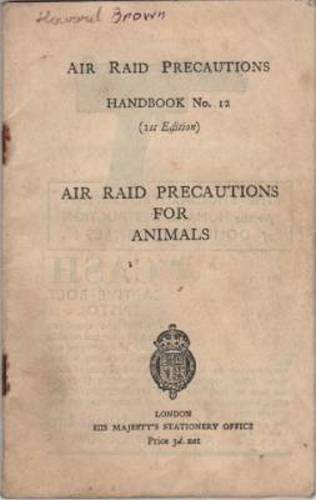 Howard Brown
AIR RAID PRECAUTIONS
HANDBOOK No. 12
(1st Edition)
AIR RAID PRECAUTIONS
FOR
ANIMALS
LONDON
HIS MAJESTY'S STATIONERY OFFICE
Price 3d. net